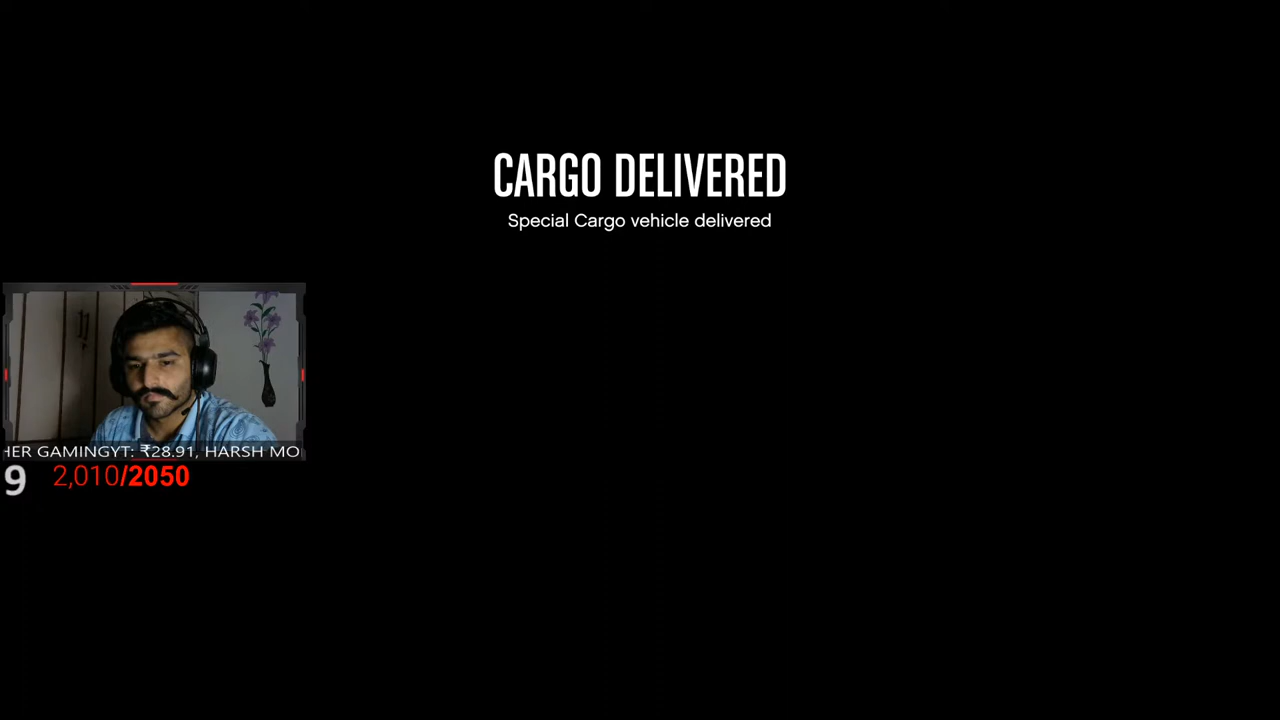 CARGO DELIVERED
Special Cargo vehicle delivered
HER GAMINGYT: ₹28.91, HARSH MO
9 2,010/2050